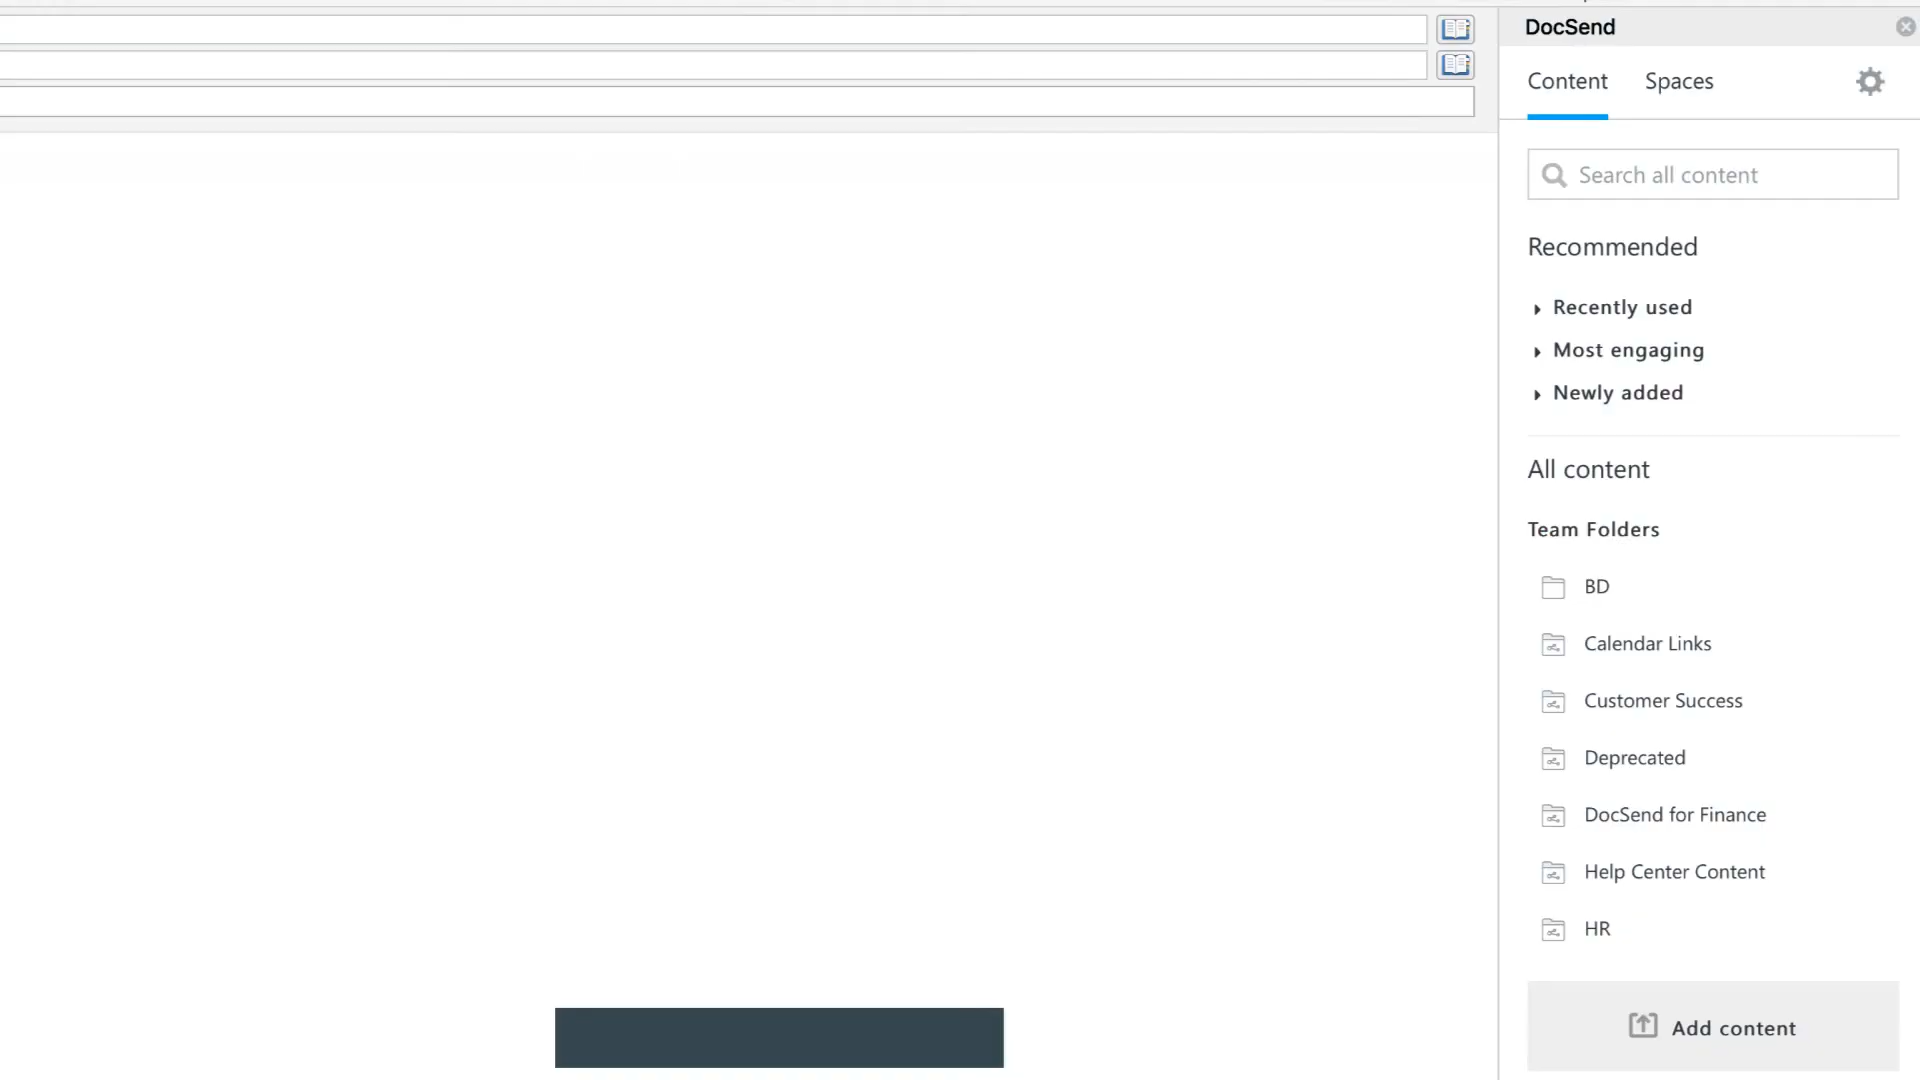 DocSend
Content Spaces
Search all content
Recommended
Recently used
Most engaging
Newly added
All content
Team Folders
BD
Calendar Links
Customer Success
Deprecated
DocSend for Finance
Help Center Content
HR
Add content